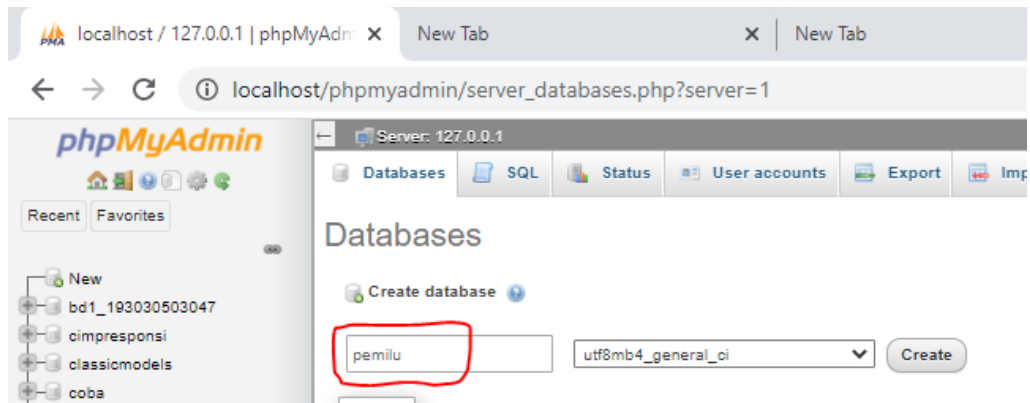 localhost / 127.0.0.1 | phpMyAdm
New Tab
New Tab
localhost/phpmyadmin/server_databases.php?server=1
phpMyAdmin
Server: 127.0.0.1
Databases SQL Status User accounts Export Imp
Recent Favorites
Databases
New
Create database
bd1_193030503047
cimpresponsi
pemilu utf8mb4_general_ci Create
classicmodels
coba